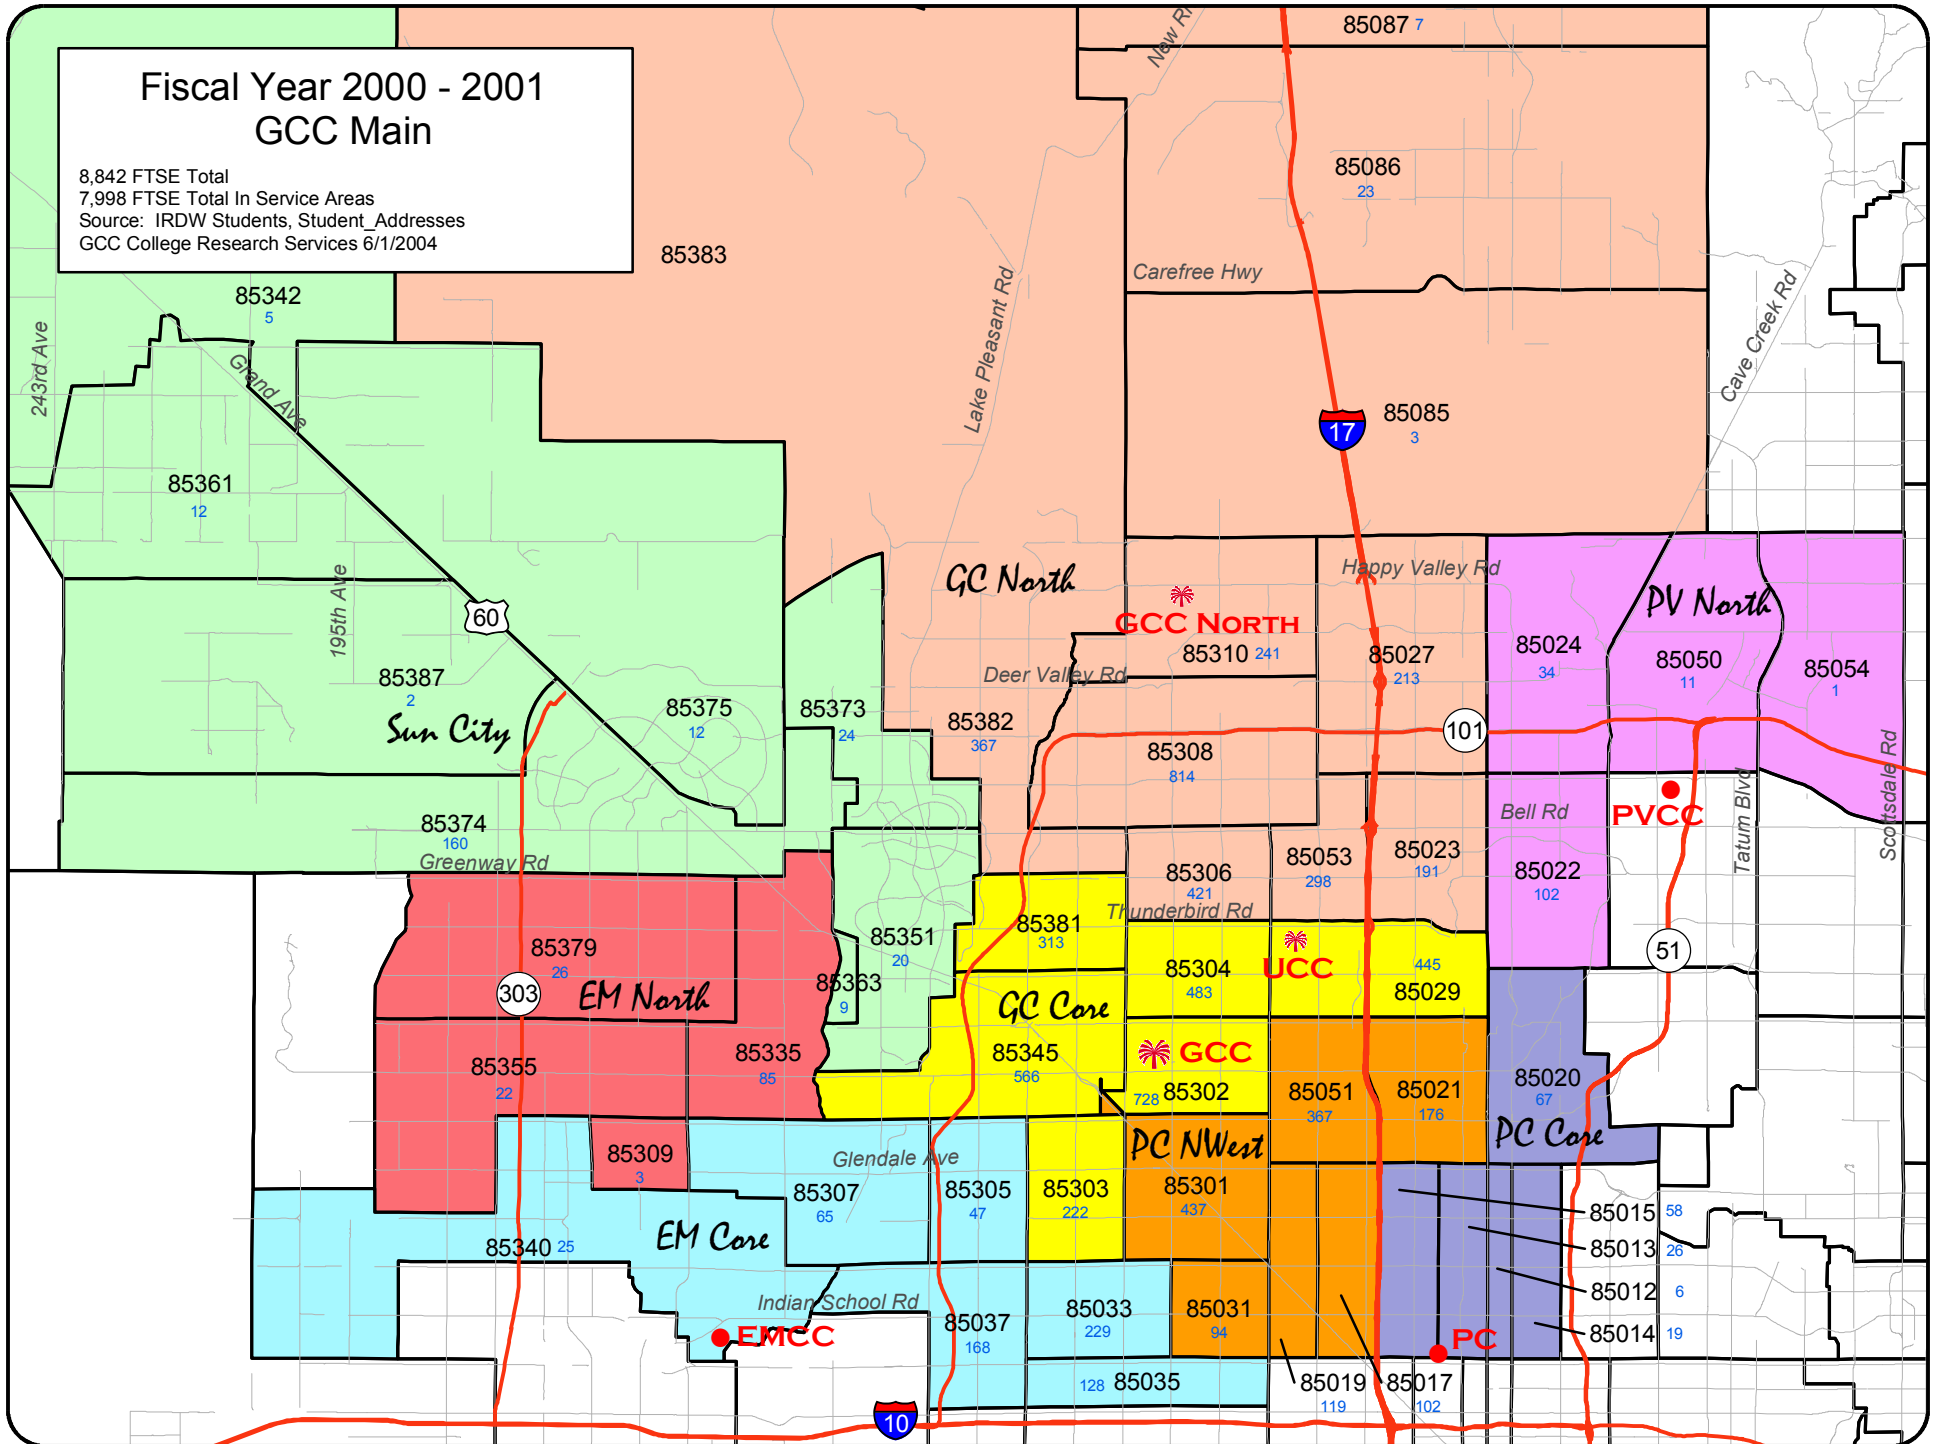 Fiscal Year 2000 - 2001
GCC Main
8,842 FTSE Total
7,998 FTSE Total In Service Areas
Source: IRDW Students, Student_Addresses
GCC College Research Services 6/1/2004
85087 7
85086
23
85383
Carefree Hwy
85342
5
243rd Ave
Grand Ave
Lake Pleasant Rd
Cave Creek Rd
17
85085
3
85361
12
195th Ave
60
GC North
Happy Valley Rd
PV North
GCC North
85310 241
85027
213
85024
34
85050
11
85054
1
Deer Valley Rd
85387
2
Sun City
85375
12
85373
24
85382
367
101
85308
814
Scottsdale Rd
Tatum Blvd
PVCC
Bell Rd
85374
160
Greenway Rd
85306
421
85053
298
85023
191
85022
102
Thunderbird Rd
85381
313
85351
20
85379
26
303
EM North
85363
9
GC Core
85304
483
UCC
445
85029
51
85355
22
85335
85
85345
566
GCC
728 85302
85051
367
85021
176
85020
67
PC Core
PC NWest
85309
3
Glendale Ave
85307
65
85305
47
85303
222
85301
437
85015 58
85013 26
85012 6
85014 19
85340 25
EM Core
Indian School Rd
EMCC
85037
168
85033
229
85031
94
PC
128 85035
85019
119
85017
102
10